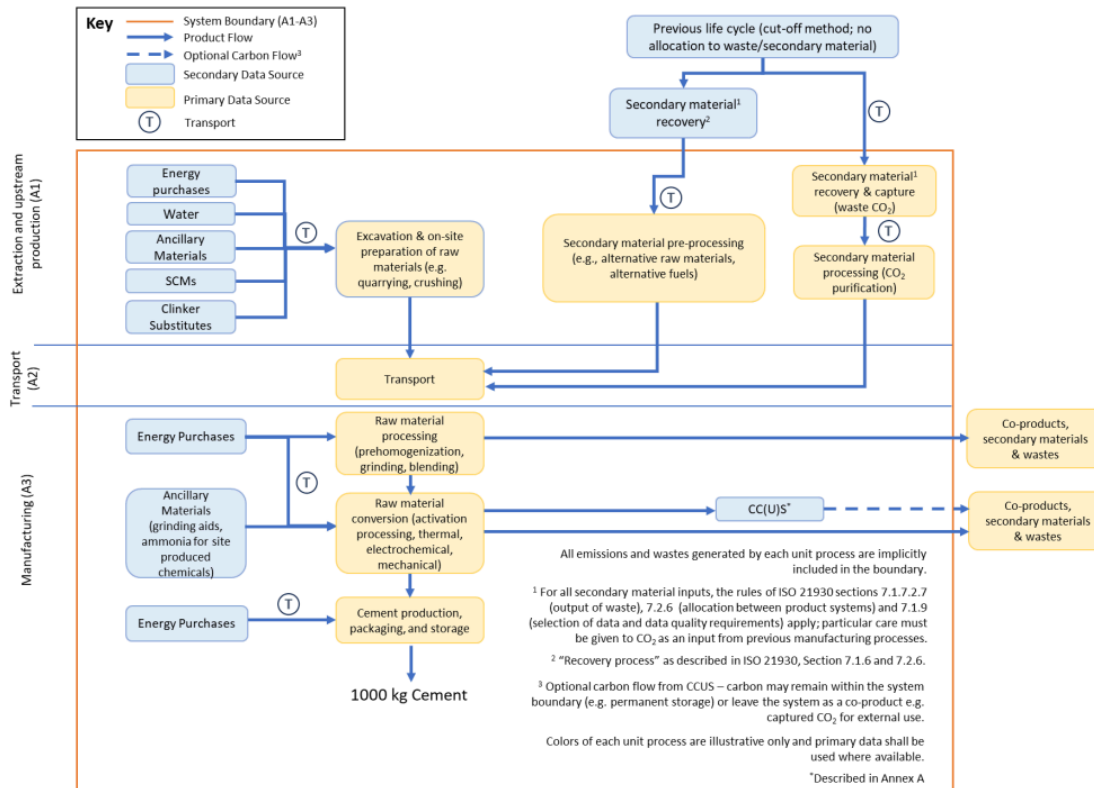 Key
System Boundary (A1-A3)
Product Flow
Optional Carbon Flow³
Secondary Data Source
Primary Data Source
T
Transport
Previous life cycle (cut-off method; no
allocation to waste/secondary material)
Secondary material¹
recovery²
T
Extraction and upstream
production (A1)
Energy
purchases
Water
Ancillary
Materials
SCMs
Clinker
Substitutes
T
Excavation & on-site
preparation of raw
materials (e.g.
quarrying, crushing)
T
Secondary material pre-processing
(e.g., alternative raw materials,
alternative fuels)
Secondary material¹
recovery & capture
(waste CO₂)
T
Secondary material
processing (CO₂
purification)
Transport
(A2)
Transport
Manufacturing (A3)
Energy Purchases
Raw material
processing
(prehomogenization,
grinding, blending)
Co-products,
secondary materials
& wastes
T
Ancillary
Materials
(grinding aids,
ammonia for site
produced
chemicals)
Raw material
conversion (activation
processing, thermal,
electrochemical,
mechanical)
CC(U)S*
Co-products,
secondary materials
& wastes
Energy Purchases
T
Cement production,
packaging, and storage
1000 kg Cement
All emissions and wastes generated by each unit process are implicitly
included in the boundary.
¹ For all secondary material inputs, the rules of ISO 21930 sections 7.1.7.2.7
(output of waste), 7.2.6 (allocation between product systems) and 7.1.9
(selection of data and data quality requirements) apply; particular care must
be given to CO₂ as an input from previous manufacturing processes.
² “Recovery process” as described in ISO 21930, Section 7.1.6 and 7.2.6.
³ Optional carbon flow from CCUS – carbon may remain within the system
boundary (e.g. permanent storage) or leave the system as a co-product e.g.
captured CO₂ for external use.
Colors of each unit process are illustrative only and primary data shall be
used where available.
*Described in Annex A